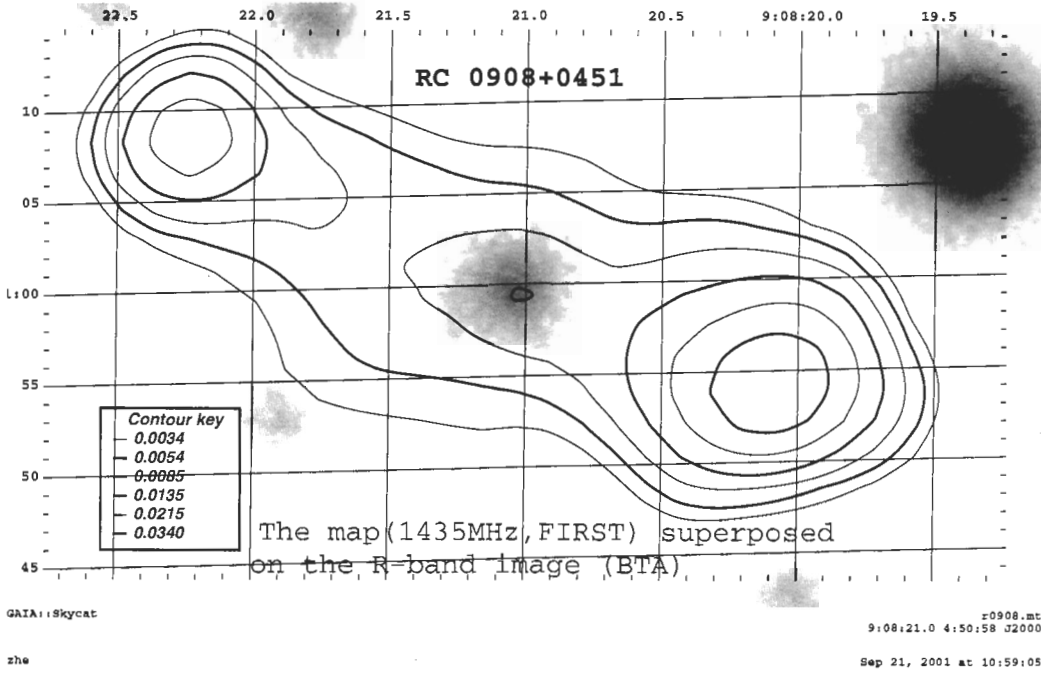 22.5 22.0 21.5 21.0 20.5 9:08:20.0 19.5
RC 0908+0451
10
05
1:00
55
50
45
Contour key
0.0034
0.0054
0.0085
0.0135
0.0215
0.0340
The map(1435MHz,FIRST) superposed
on the R-band image (BTA)
GAIA::Skycat
r0908.mt
9:08:21.0 4:50:58 J2000
zhe
Sep 21, 2001 at 10:59:05